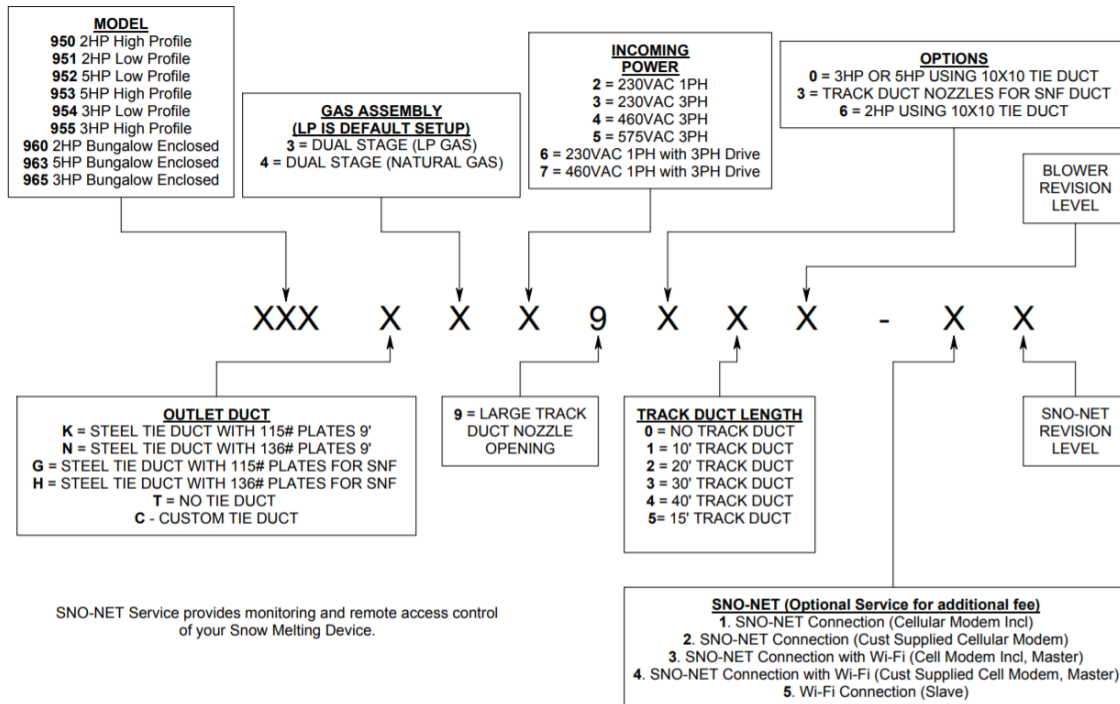 MODEL
950 2HP High Profile
951 2HP Low Profile
952 5HP Low Profile
953 5HP High Profile
954 3HP Low Profile
955 3HP High Profile
960 2HP Bungalow Enclosed
963 5HP Bungalow Enclosed
965 3HP Bungalow Enclosed
GAS ASSEMBLY
(LP IS DEFAULT SETUP)
3 = DUAL STAGE (LP GAS)
4 = DUAL STAGE (NATURAL GAS)
INCOMING
POWER
2 = 230VAC 1PH
3 = 230VAC 3PH
4 = 460VAC 3PH
5 = 575VAC 3PH
6 = 230VAC 1PH with 3PH Drive
7 = 460VAC 1PH with 3PH Drive
OPTIONS
0 = 3HP OR 5HP USING 10X10 TIE DUCT
3 = TRACK DUCT NOZZLES FOR SNF DUCT
6 = 2HP USING 10X10 TIE DUCT
BLOWER
REVISION
LEVEL
XXX X X X 9 X X X - X X
OUTLET DUCT
K = STEEL TIE DUCT WITH 115# PLATES 9'
N = STEEL TIE DUCT WITH 136# PLATES 9'
G = STEEL TIE DUCT WITH 115# PLATES FOR SNF
H = STEEL TIE DUCT WITH 136# PLATES FOR SNF
T = NO TIE DUCT
C - CUSTOM TIE DUCT
9 = LARGE TRACK
DUCT NOZZLE
OPENING
TRACK DUCT LENGTH
0 = NO TRACK DUCT
1 = 10' TRACK DUCT
2 = 20' TRACK DUCT
3 = 30' TRACK DUCT
4 = 40' TRACK DUCT
5= 15' TRACK DUCT
SNO-NET
REVISION
LEVEL
SNO-NET Service provides monitoring and remote access control
of your Snow Melting Device.
SNO-NET (Optional Service for additional fee)
1. SNO-NET Connection (Cellular Modem Incl)
2. SNO-NET Connection (Cust Supplied Cellular Modem)
3. SNO-NET Connection with Wi-Fi (Cell Modem Incl, Master)
4. SNO-NET Connection with Wi-Fi (Cust Supplied Cell Modem, Master)
5. Wi-Fi Connection (Slave)